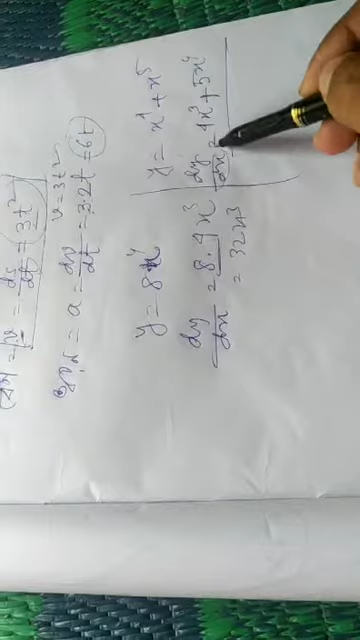 v = ds/dt = 3t²
v = 3t²
= a = dv/dt = 3.2t = 6t
y = 8x⁴
dy/dx = 8.4x³
= 32x³
y = x⁴ + x⁵
dy/dx = 4x³ + 5x⁴